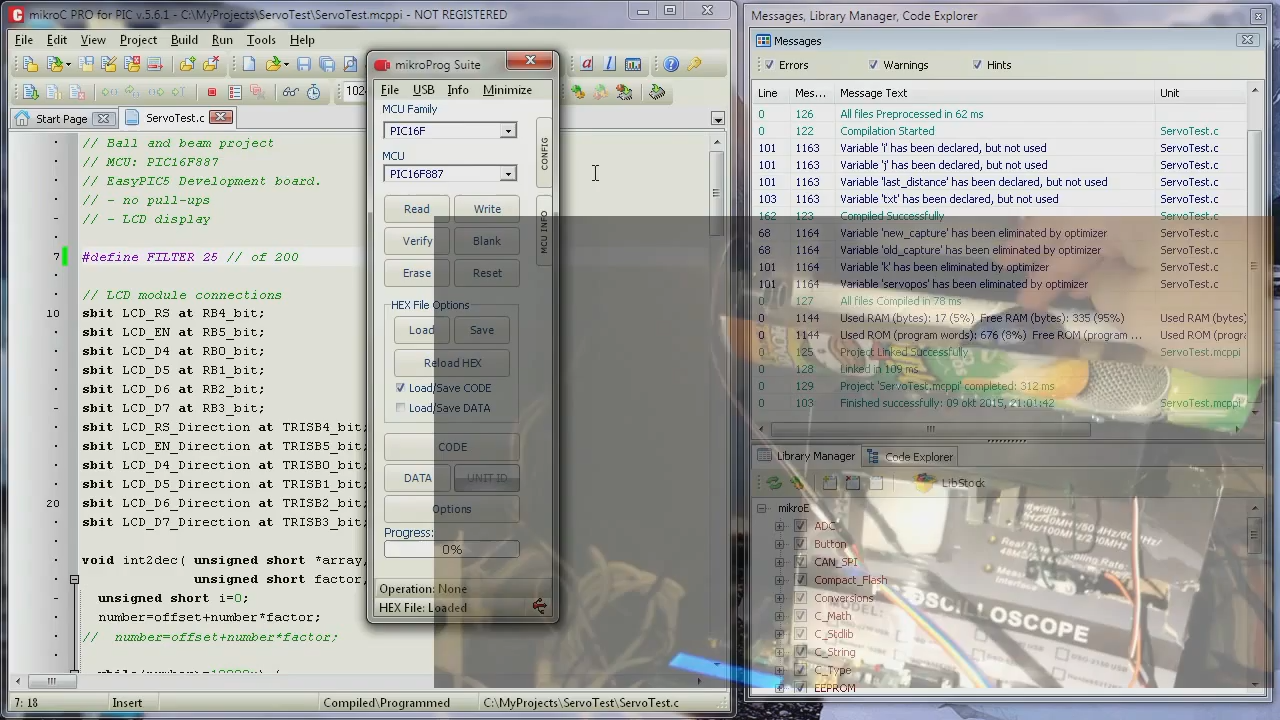 mikroC PRO for PIC v.5.6.1 - C:\MyProjects\ServoTest\ServoTest.mcppi - NOT REGISTERED
File Edit View Project Build Run Tools Help
Start Page ServoTest.c
// Ball and beam project
// MCU: PIC16F887
// EasyPIC5 Development board.
// - no pull-ups
// - LCD display
7 #define FILTER 25 // of 200
// LCD module connections
10 sbit LCD_RS at RB4_bit;
sbit LCD_EN at RB5_bit;
sbit LCD_D4 at RB0_bit;
sbit LCD_D5 at RB1_bit;
sbit LCD_D6 at RB2_bit;
sbit LCD_D7 at RB3_bit;
sbit LCD_RS_Direction at TRISB4_bit;
sbit LCD_EN_Direction at TRISB5_bit;
sbit LCD_D4_Direction at TRISB0_bit;
sbit LCD_D5_Direction at TRISB1_bit;
20 sbit LCD_D6_Direction at TRISB2_bit;
sbit LCD_D7_Direction at TRISB3_bit;
void int2dec( unsigned short *array,
unsigned short factor,
unsigned short i=0;
number=offset+number*factor;
// number=offset+number*factor;
7:18 Insert Compiled\Programmed C:\MyProjects\ServoTest\ServoTest.c
mikroProg Suite
File USB Info Minimize
MCU Family
PIC16F
MCU
PIC16F887
CONFIG
MCU INFO
Read Write
Verify Blank
Erase Reset
HEX File Options
Load Save
Reload HEX
Load/Save CODE
Load/Save DATA
CODE
DATA UNIT ID
Options
Progress:
0%
Operation: None
HEX File: Loaded
Messages, Library Manager, Code Explorer
Messages
Errors Warnings Hints
Line Mes... Message Text Unit
0 126 All files Preprocessed in 62 ms
0 122 Compilation Started ServoTest.c
101 1163 Variable 'i' has been declared, but not used ServoTest.c
101 1163 Variable 'j' has been declared, but not used ServoTest.c
101 1163 Variable 'last_distance' has been declared, but not used ServoTest.c
103 1163 Variable 'txt' has been declared, but not used ServoTest.c
162 123 Compiled Successfully ServoTest.c
68 1164 Variable 'new_capture' has been eliminated by optimizer ServoTest.c
68 1164 Variable 'old_capture' has been eliminated by optimizer ServoTest.c
101 1164 Variable 'k' has been eliminated by optimizer ServoTest.c
101 1164 Variable 'servopos' has been eliminated by optimizer ServoTest.c
0 127 All files Compiled in 78 ms
0 1144 Used RAM (bytes): 17 (5%) Free RAM (bytes): 335 (95%) Used RAM (bytes)
0 1144 Used ROM (program words): 676 (8%) Free ROM (program ... Used ROM (progr
0 125 Project Linked Successfully ServoTest.mcppi
0 128 Linked in 109 ms
0 129 Project 'ServoTest.mcppi' completed: 312 ms
0 103 Finished successfully: 09 okt 2015, 21:01:42 ServoTest.mcppi
Library Manager Code Explorer
LibStock
mikroE
ADC
Button
CAN_SPI
Compact_Flash
Conversions
C_Math
C_Stdlib
C_String
C_Type
EEPROM
OSCILLOSCOPE
MODEL: